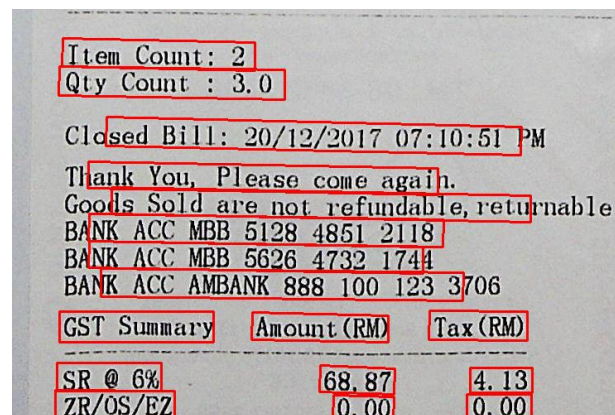 Item Count: 2
Qty Count : 3.0
Closed Bill: 20/12/2017 07:10:51 PM
Thank You, Please come again.
Goods Sold are not refundable,returnable
BANK ACC MBB 5128 4851 2118
BANK ACC MBB 5626 4732 1744
BANK ACC AMBANK 888 100 123 3706
GST Summary Amount(RM) Tax(RM)
SR @ 6% 68.87 4.13
ZR/OS/EZ 0.00 0.00